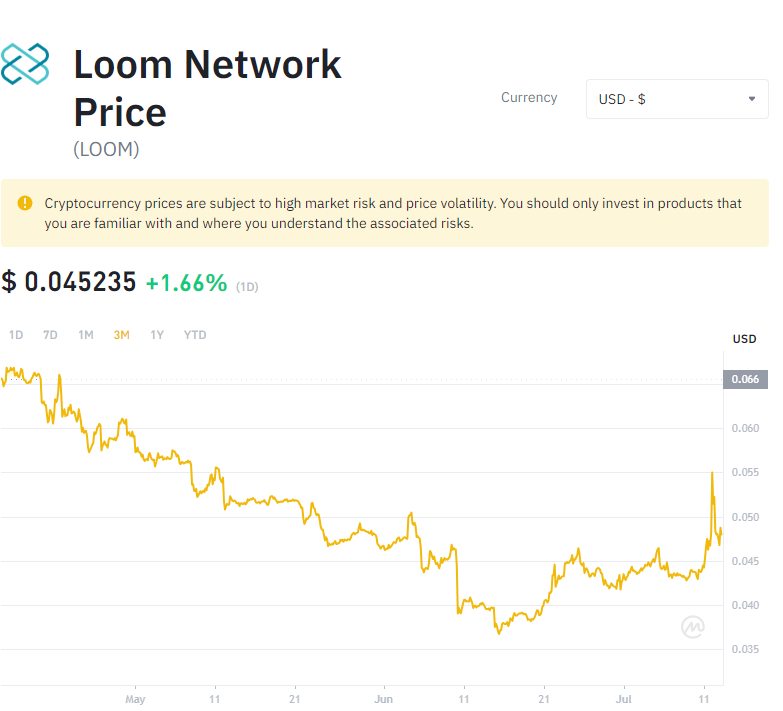 Loom Network
Price
(LOOM)
Currency
USD - $
Cryptocurrency prices are subject to high market risk and price volatility. You should only invest in products that
you are familiar with and where you understand the associated risks.
$ 0.045235 +1.66% (1D)
1D 7D 1M 3M 1Y YTD
USD
0.066
0.060
0.055
0.050
0.045
0.040
0.035
May 11 21 Jun 11 21 Jul 11